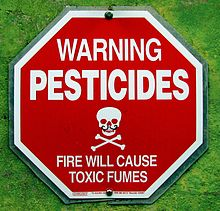 WARNING
PESTICIDES
FIRE WILL CAUSE
TOXIC FUMES